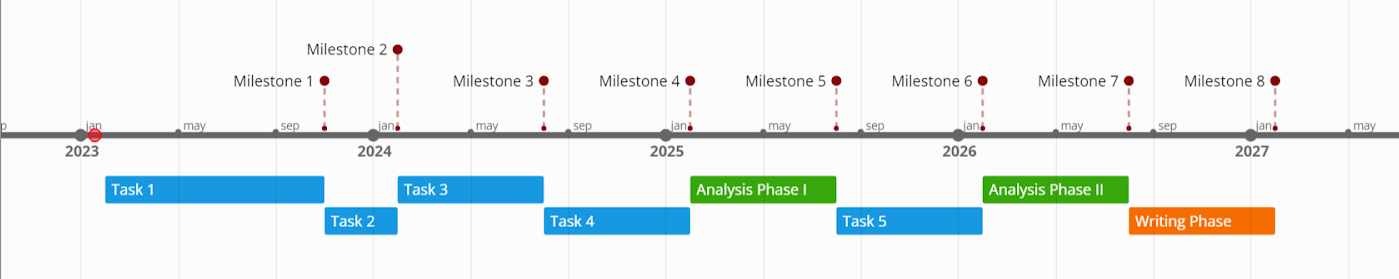 Milestone 2
Milestone 1 Milestone 3 Milestone 4 Milestone 5 Milestone 6 Milestone 7 Milestone 8
p jan may sep jan may sep jan may sep jan may sep jan may
2023 2024 2025 2026 2027
Task 1 Task 3 Analysis Phase I Analysis Phase II
Task 2 Task 4 Task 5 Writing Phase